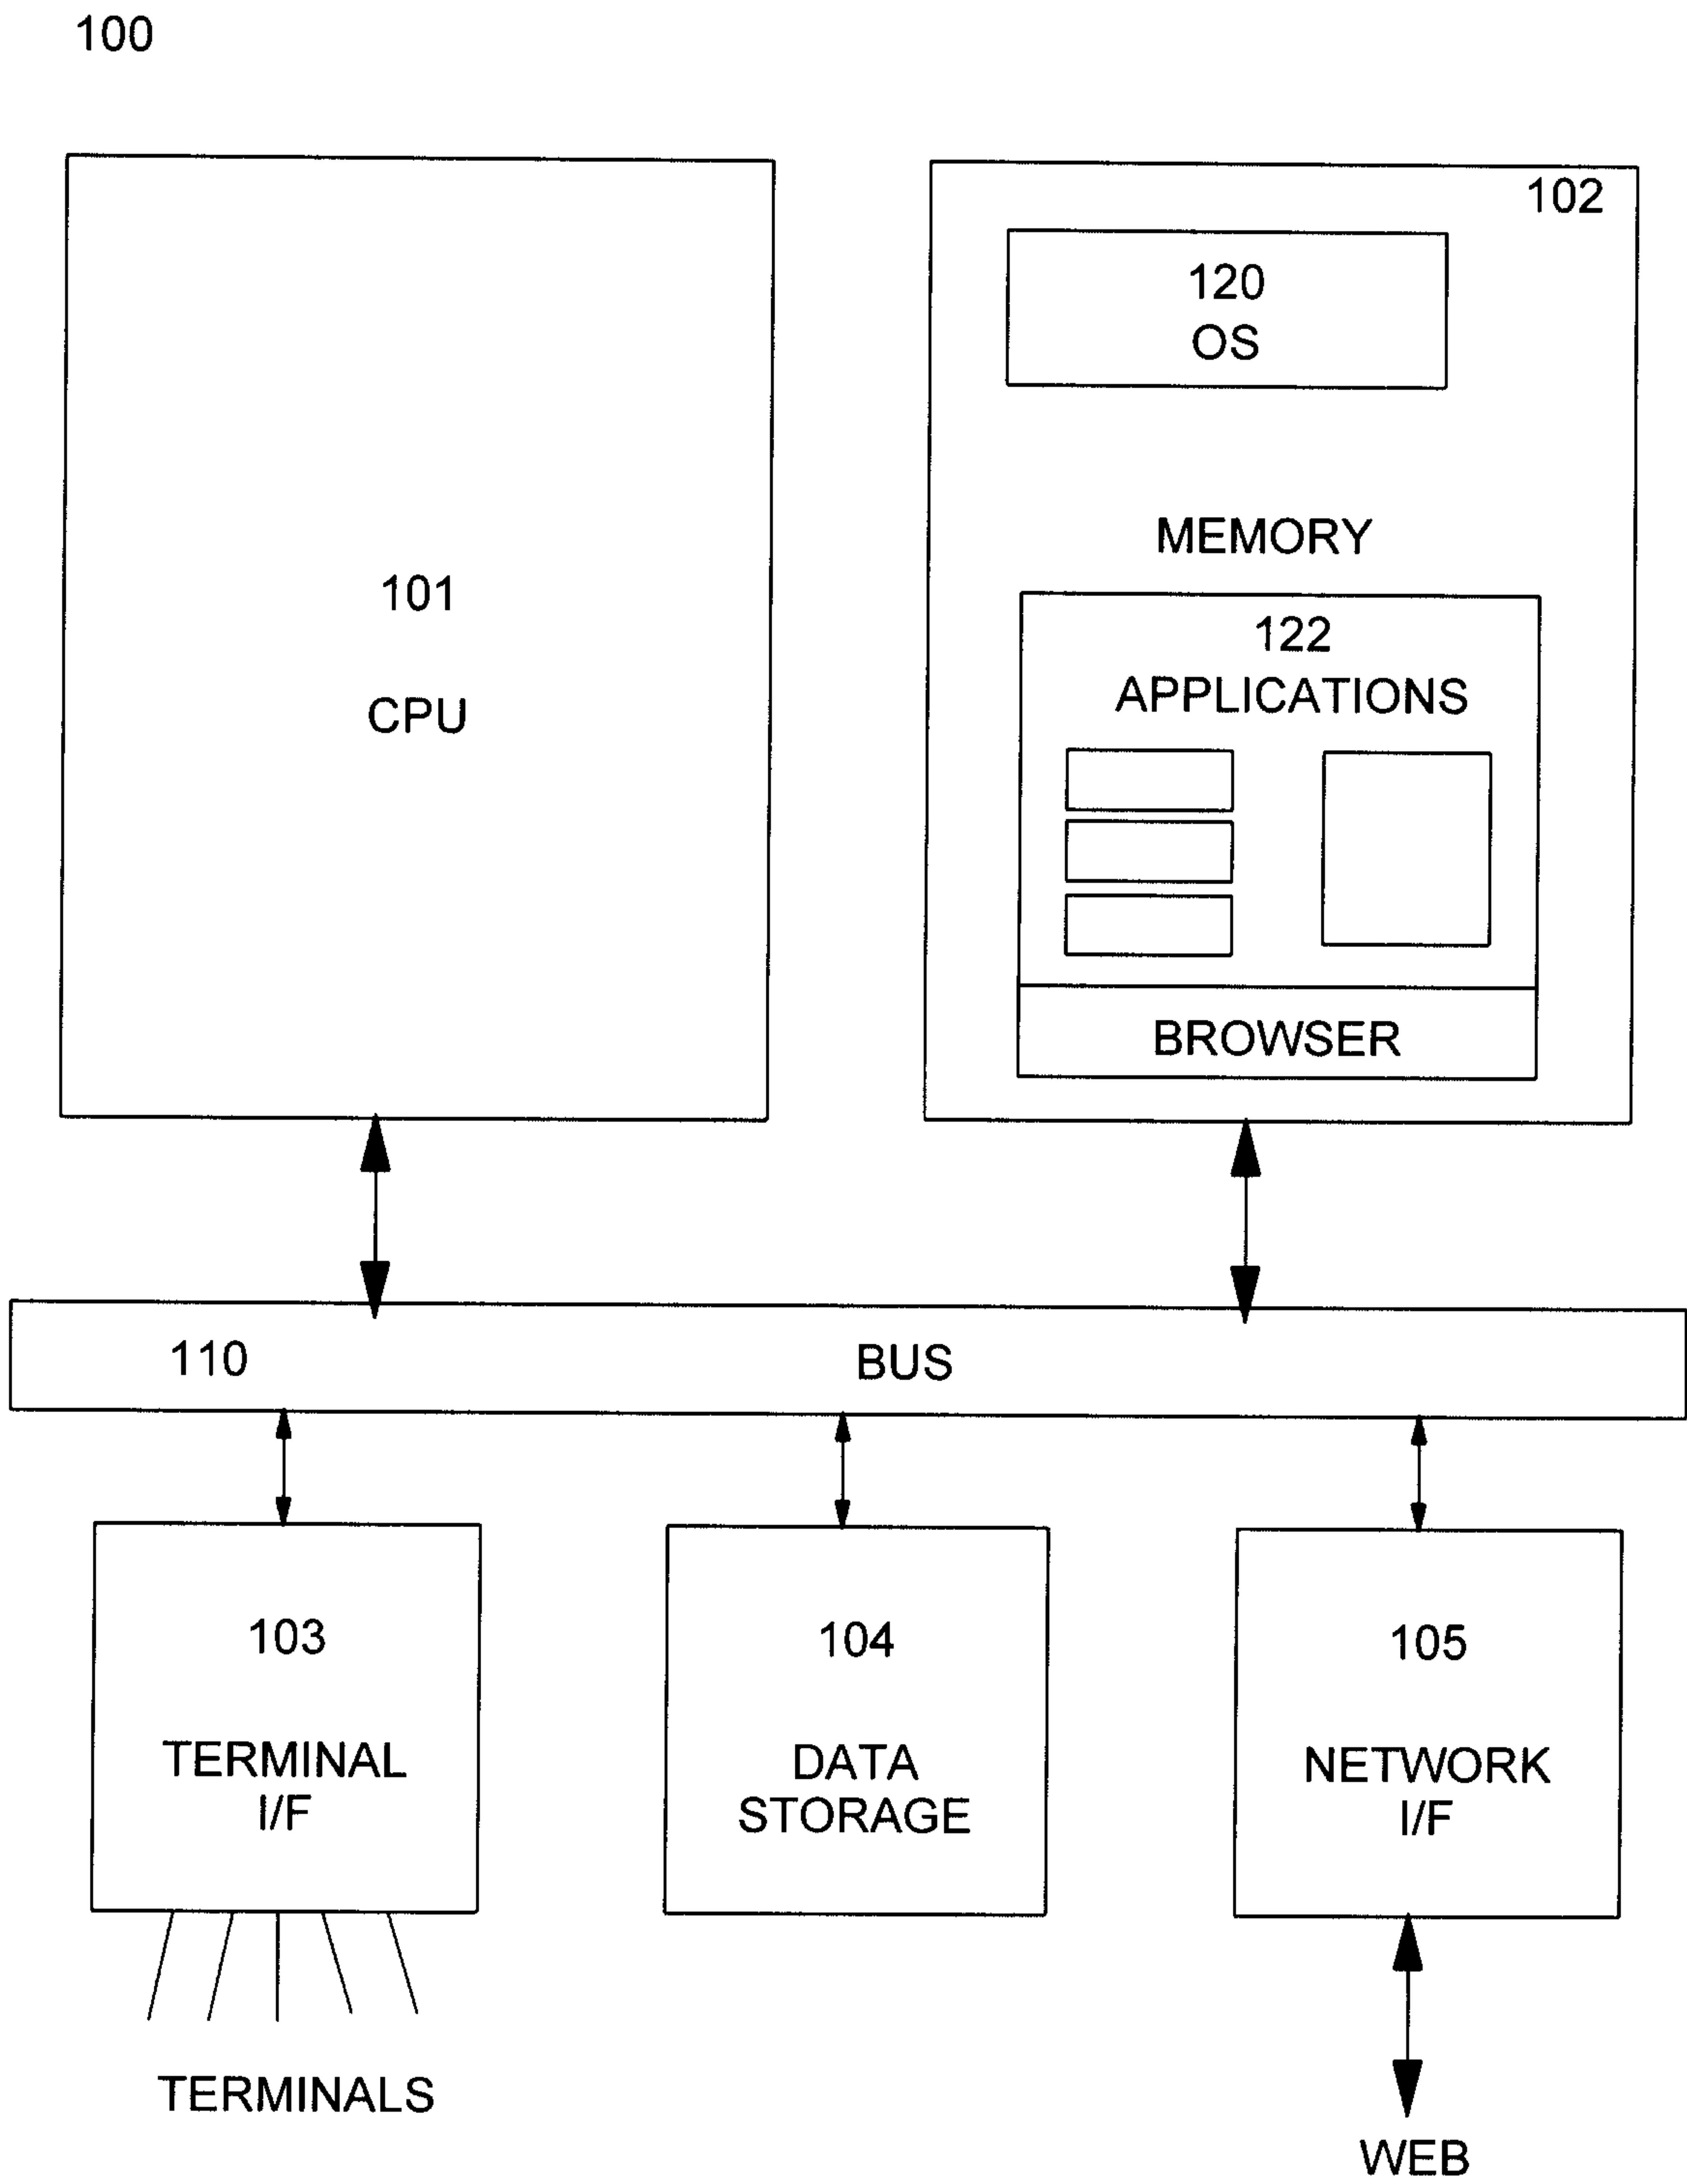 100
102
120
OS
MEMORY
101
CPU
122
APPLICATIONS
BROWSER
110
BUS
103
TERMINAL
I/F
104
DATA
STORAGE
105
NETWORK
I/F
TERMINALS
WEB